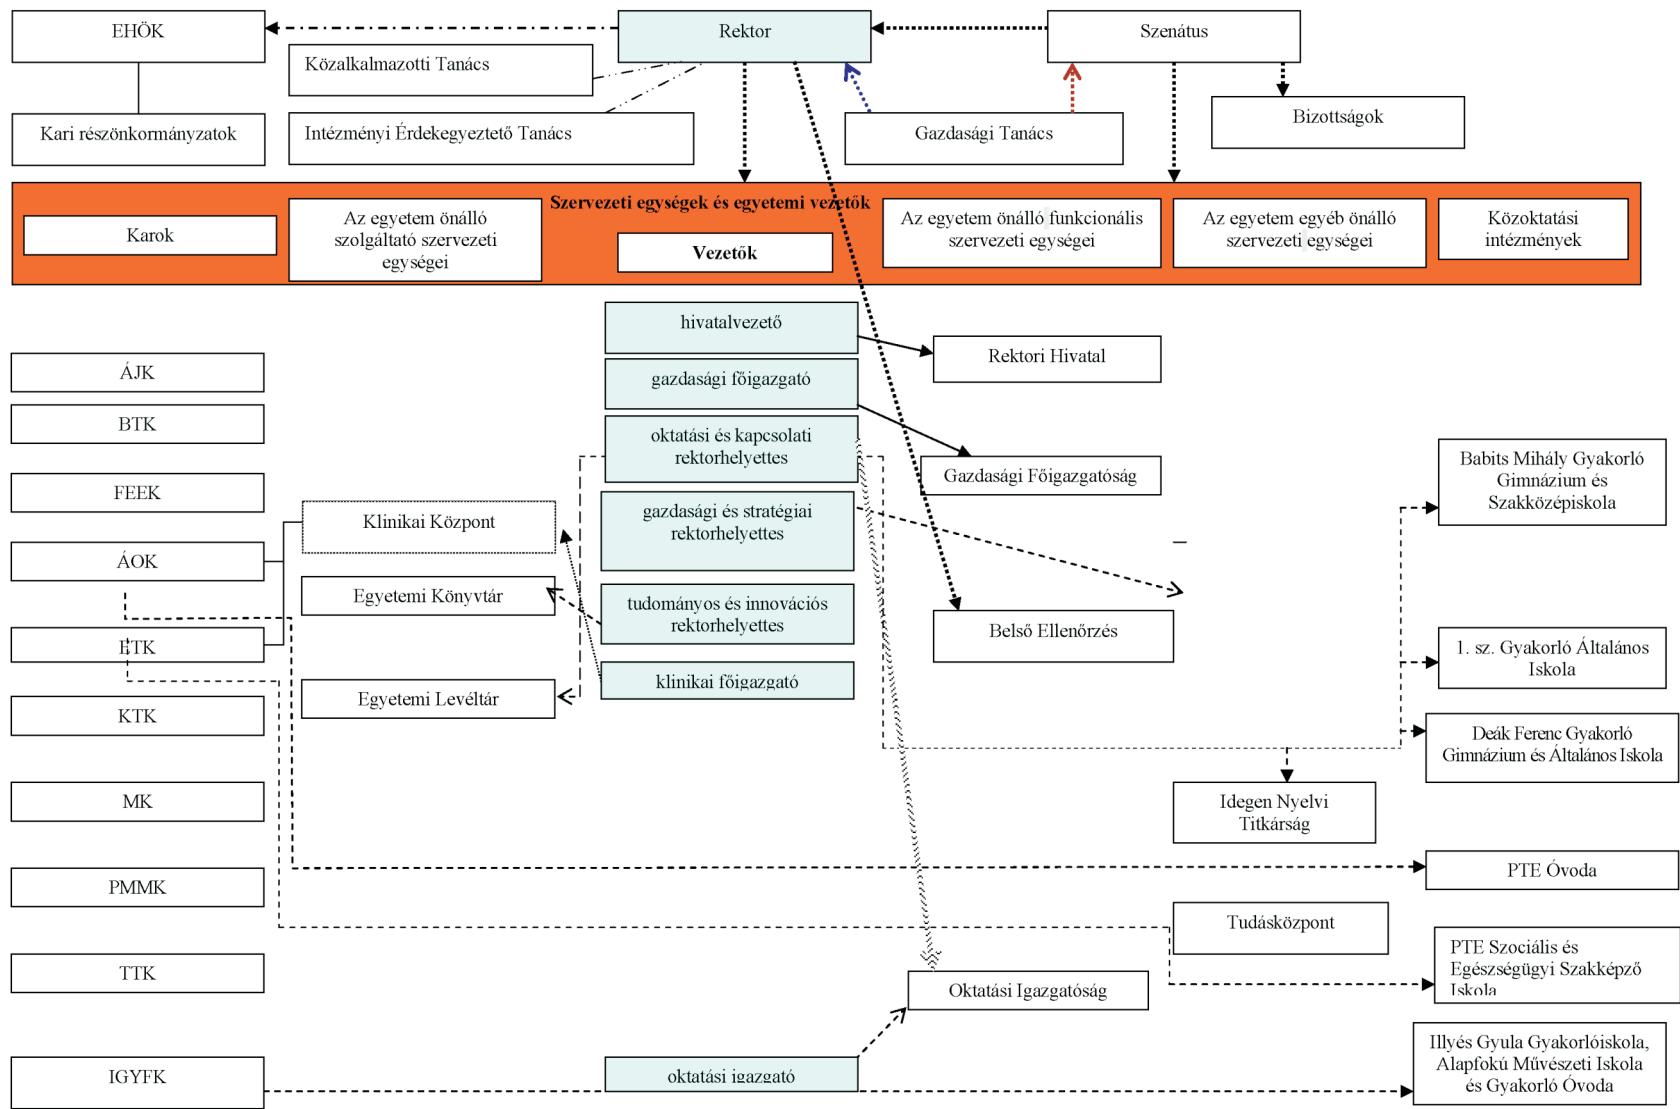 EHÖK
Rektor
Szenátus
Közalkalmazotti Tanács
Kari részönkormányzatok
Intézményi Érdekegyeztető Tanács
Gazdasági Tanács
Bizottságok
Szervezeti egységek és egyetemi vezetők
Karok
Az egyetem önálló
szolgáltató szervezeti
egységei
Vezetők
Az egyetem önálló funkcionális
szervezeti egységei
Az egyetem egyéb önálló
szervezeti egységei
Közoktatási
intézmények
hivatalvezető
Rektori Hivatal
ÁJK
gazdasági főigazgató
BTK
oktatási és kapcsolati
rektorhelyettes
Gazdasági Főigazgatóság
Babits Mihály Gyakorló
Gimnázium és
Szakközépiskola
FEEK
Klinikai Központ
gazdasági és stratégiai
rektorhelyettes
ÁOK
Egyetemi Könyvtár
tudományos és innovációs
rektorhelyettes
Belső Ellenőrzés
ETK
klinikai főigazgató
1. sz. Gyakorló Általános
Iskola
Egyetemi Levéltár
KTK
Deák Ferenc Gyakorló
Gimnázium és Általános Iskola
MK
Idegen Nyelvi
Titkárság
PMMK
PTE Óvoda
Tudásközpont
TTK
Oktatási Igazgatóság
PTE Szociális és
Egészségügyi Szakképző
Iskola
IGYFK
oktatási igazgató
Illyés Gyula Gyakorlóiskola,
Alapfokú Művészeti Iskola
és Gyakorló Óvoda